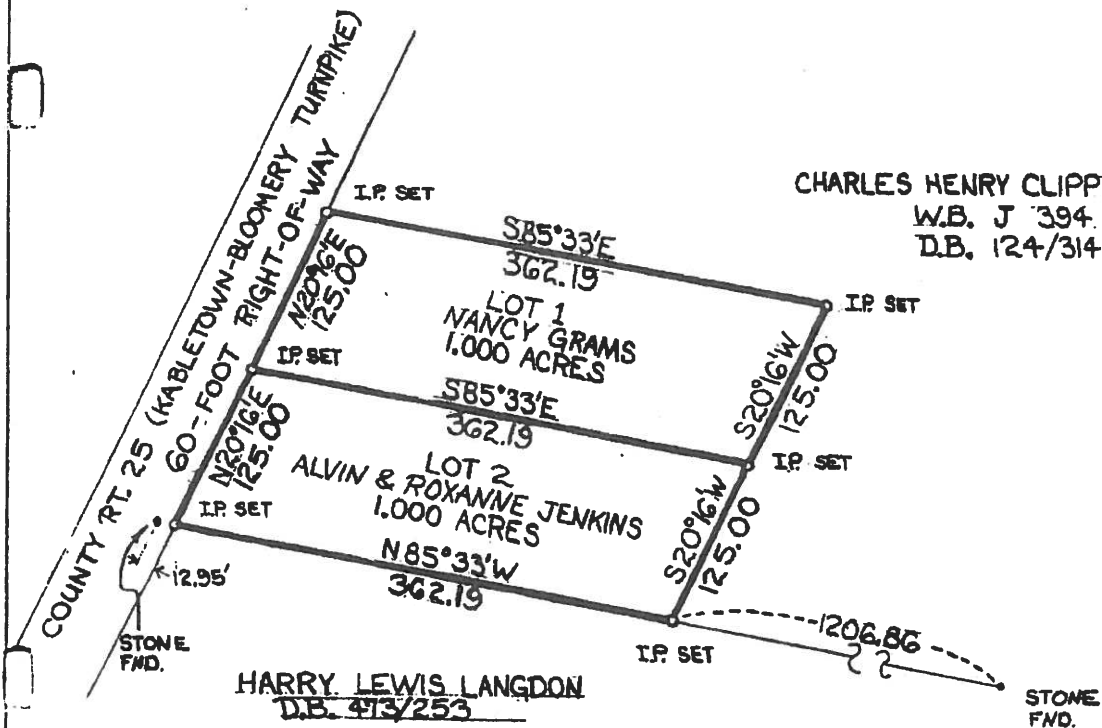 COUNTY RT. 25 (KABLETOWN-BLOOMERY TURNPIKE)
60-FOOT RIGHT-OF-WAY
CHARLES HENRY CLIPP
W.B. J 394
D.B. 124/314
I.P. SET
S85°33'E
362.19
I.P. SET
N20°16'E
125.00
LOT 1
NANCY GRAMS
1.000 ACRES
S20°16'W
125.00
I.P. SET
S85°33'E
362.19
I.P. SET
N20°16'E
125.00
LOT 2
ALVIN & ROXANNE JENKINS
1.000 ACRES
S20°16'W
125.00
I.P. SET
N85°33'W
362.19
I.P. SET
*
12.95'
STONE
FND.
1206.86
STONE
FND.
HARRY LEWIS LANGDON
D.B. 473/253